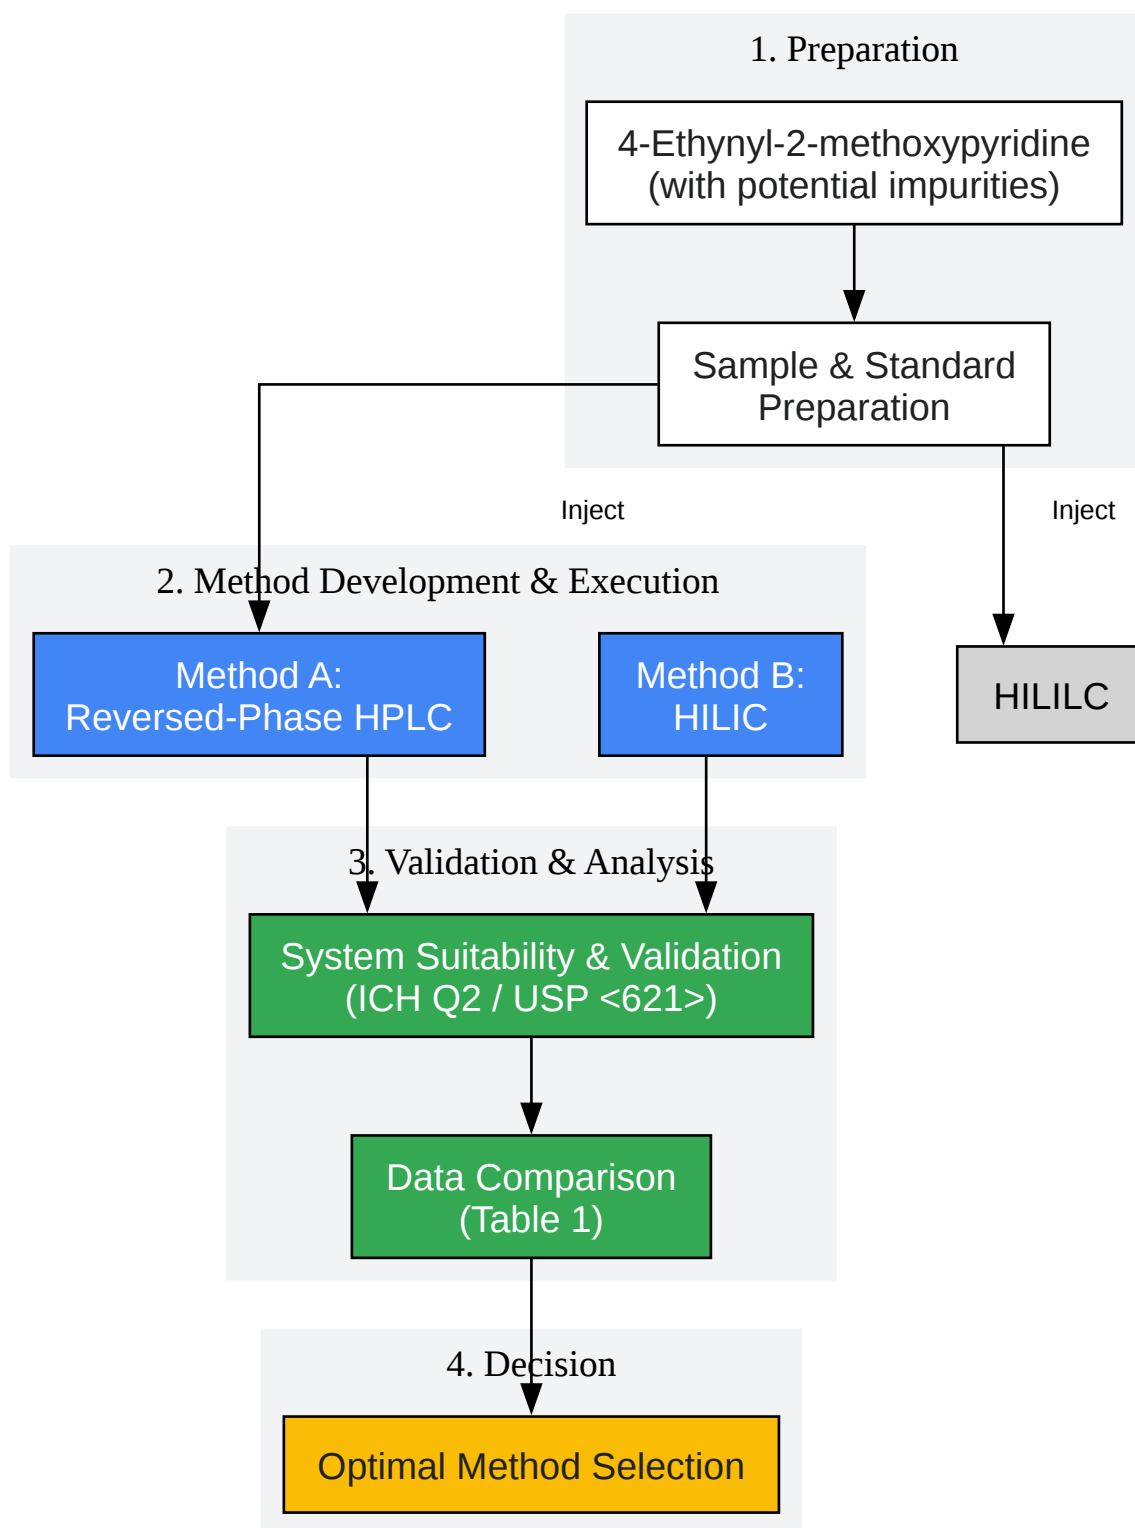 1. Preparation
4-Ethynyl-2-methoxypyridine
(with potential impurities)
Sample & Standard
Preparation
Inject
Inject
2. Method Development & Execution
Method A:
Reversed-Phase HPLC
Method B:
HILIC
HILILC
3. Validation & Analysis
System Suitability & Validation
(ICH Q2 / USP <621>)
Data Comparison
(Table 1)
4. Decision
Optimal Method Selection